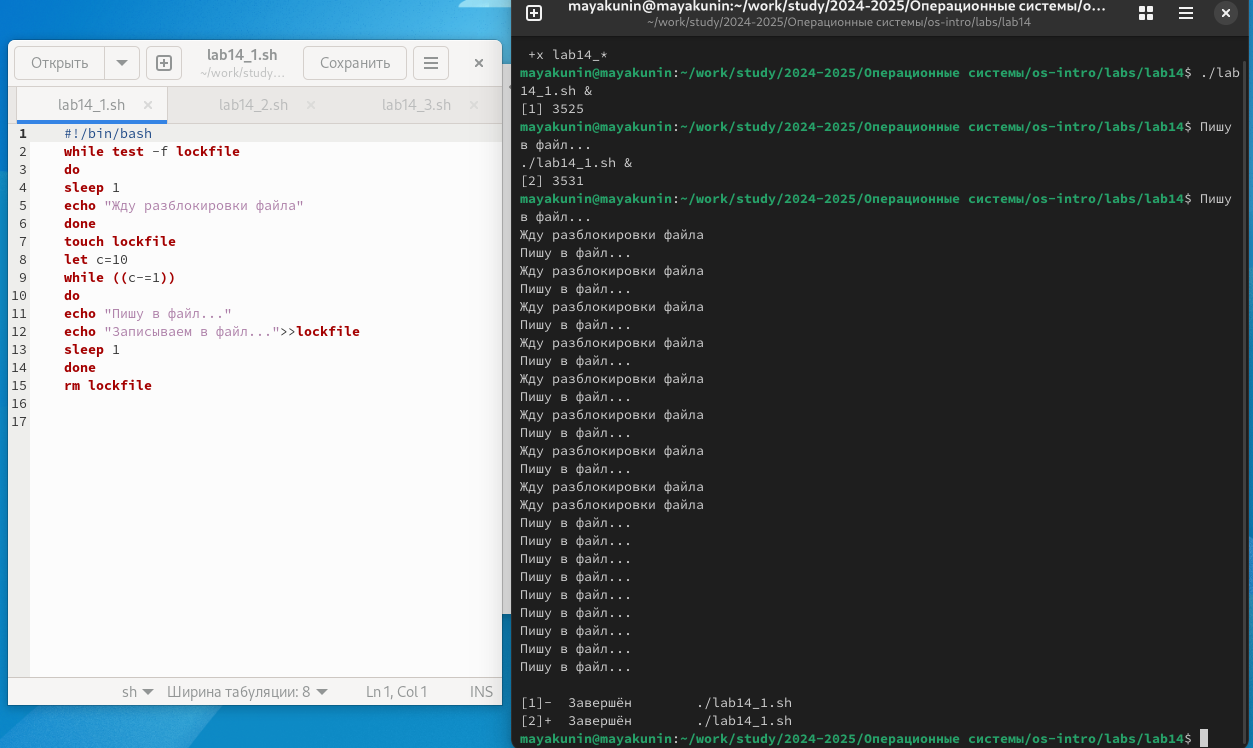 Открыть
lab14_1.sh
~/work/study...
Сохранить
lab14_1.sh
lab14_2.sh
lab14_3.sh
1 #!/bin/bash
2 while test -f lockfile
3 do
4 sleep 1
5 echo "Жду разблокировки файла"
6 done
7 touch lockfile
8 let c=10
9 while ((c-=1))
10 do
11 echo "Пишу в файл..."
12 echo "Записываем в файл...">>lockfile
13 sleep 1
14 done
15 rm lockfile
16
17
sh Ширина табуляции: 8 Ln 1, Col 1 INS
mayakunin@mayakunin:~/work/study/2024-2025/Операционные системы/o...
~/work/study/2024-2025/Операционные системы/os-intro/labs/lab14
+x lab14_*
mayakunin@mayakunin:~/work/study/2024-2025/Операционные системы/os-intro/labs/lab14$ ./lab
14_1.sh &
[1] 3525
mayakunin@mayakunin:~/work/study/2024-2025/Операционные системы/os-intro/labs/lab14$ Пишу
в файл...
./lab14_1.sh &
[2] 3531
mayakunin@mayakunin:~/work/study/2024-2025/Операционные системы/os-intro/labs/lab14$ Пишу
в файл...
Жду разблокировки файла
Пишу в файл...
Жду разблокировки файла
Пишу в файл...
Жду разблокировки файла
Пишу в файл...
Жду разблокировки файла
Пишу в файл...
Жду разблокировки файла
Пишу в файл...
Жду разблокировки файла
Пишу в файл...
Жду разблокировки файла
Пишу в файл...
Жду разблокировки файла
Жду разблокировки файла
Пишу в файл...
Пишу в файл...
Пишу в файл...
Пишу в файл...
Пишу в файл...
Пишу в файл...
Пишу в файл...
Пишу в файл...
Пишу в файл...
[1]- Завершён ./lab14_1.sh
[2]+ Завершён ./lab14_1.sh
mayakunin@mayakunin:~/work/study/2024-2025/Операционные системы/os-intro/labs/lab14$